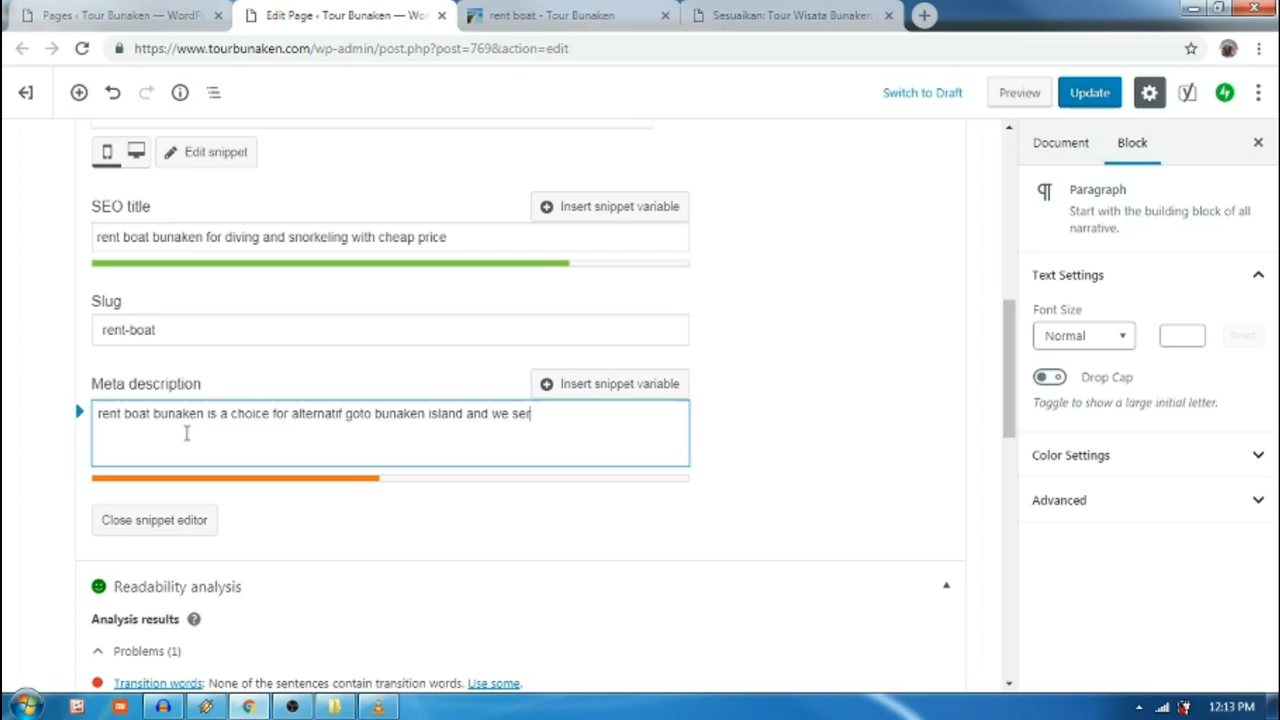 Pages ‹ Tour Bunaken — WordP
Edit Page ‹ Tour Bunaken — Wor
rent boat - Tour Bunaken
Sesuaikan: Tour Wisata Bunaken
https://www.tourbunaken.com/wp-admin/post.php?post=769&action=edit
Switch to Draft
Preview
Update
Document
Block
Edit snippet
Paragraph
Start with the building block of all
narrative.
SEO title
Insert snippet variable
rent boat bunaken for diving and snorkeling with cheap price
Text Settings
Slug
Font Size
rent-boat
Normal
Reset
Meta description
Insert snippet variable
Drop Cap
Toggle to show a large initial letter.
rent boat bunaken is a choice for alternatif goto bunaken island and we ser
Color Settings
Advanced
Close snippet editor
Readability analysis
Analysis results
Problems (1)
Transition words: None of the sentences contain transition words. Use some.
12:13 PM